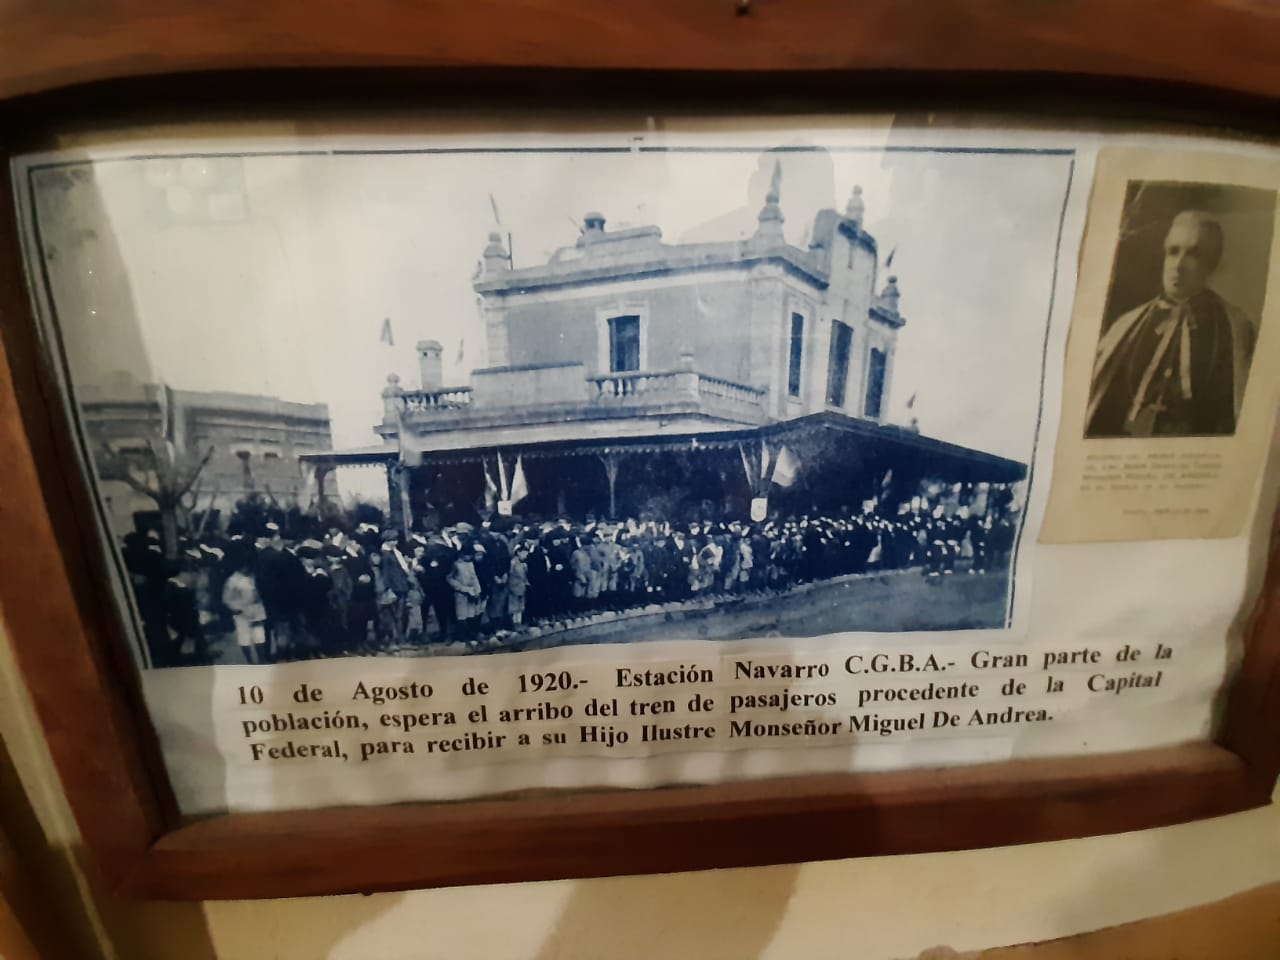 10 de Agosto de 1920.- Estación Navarro C.G.B.A.- Gran parte de la
población, espera el arribo del tren de pasajeros procedente de la Capital
Federal, para recibir a su Hijo Ilustre Monseñor Miguel De Andrea.